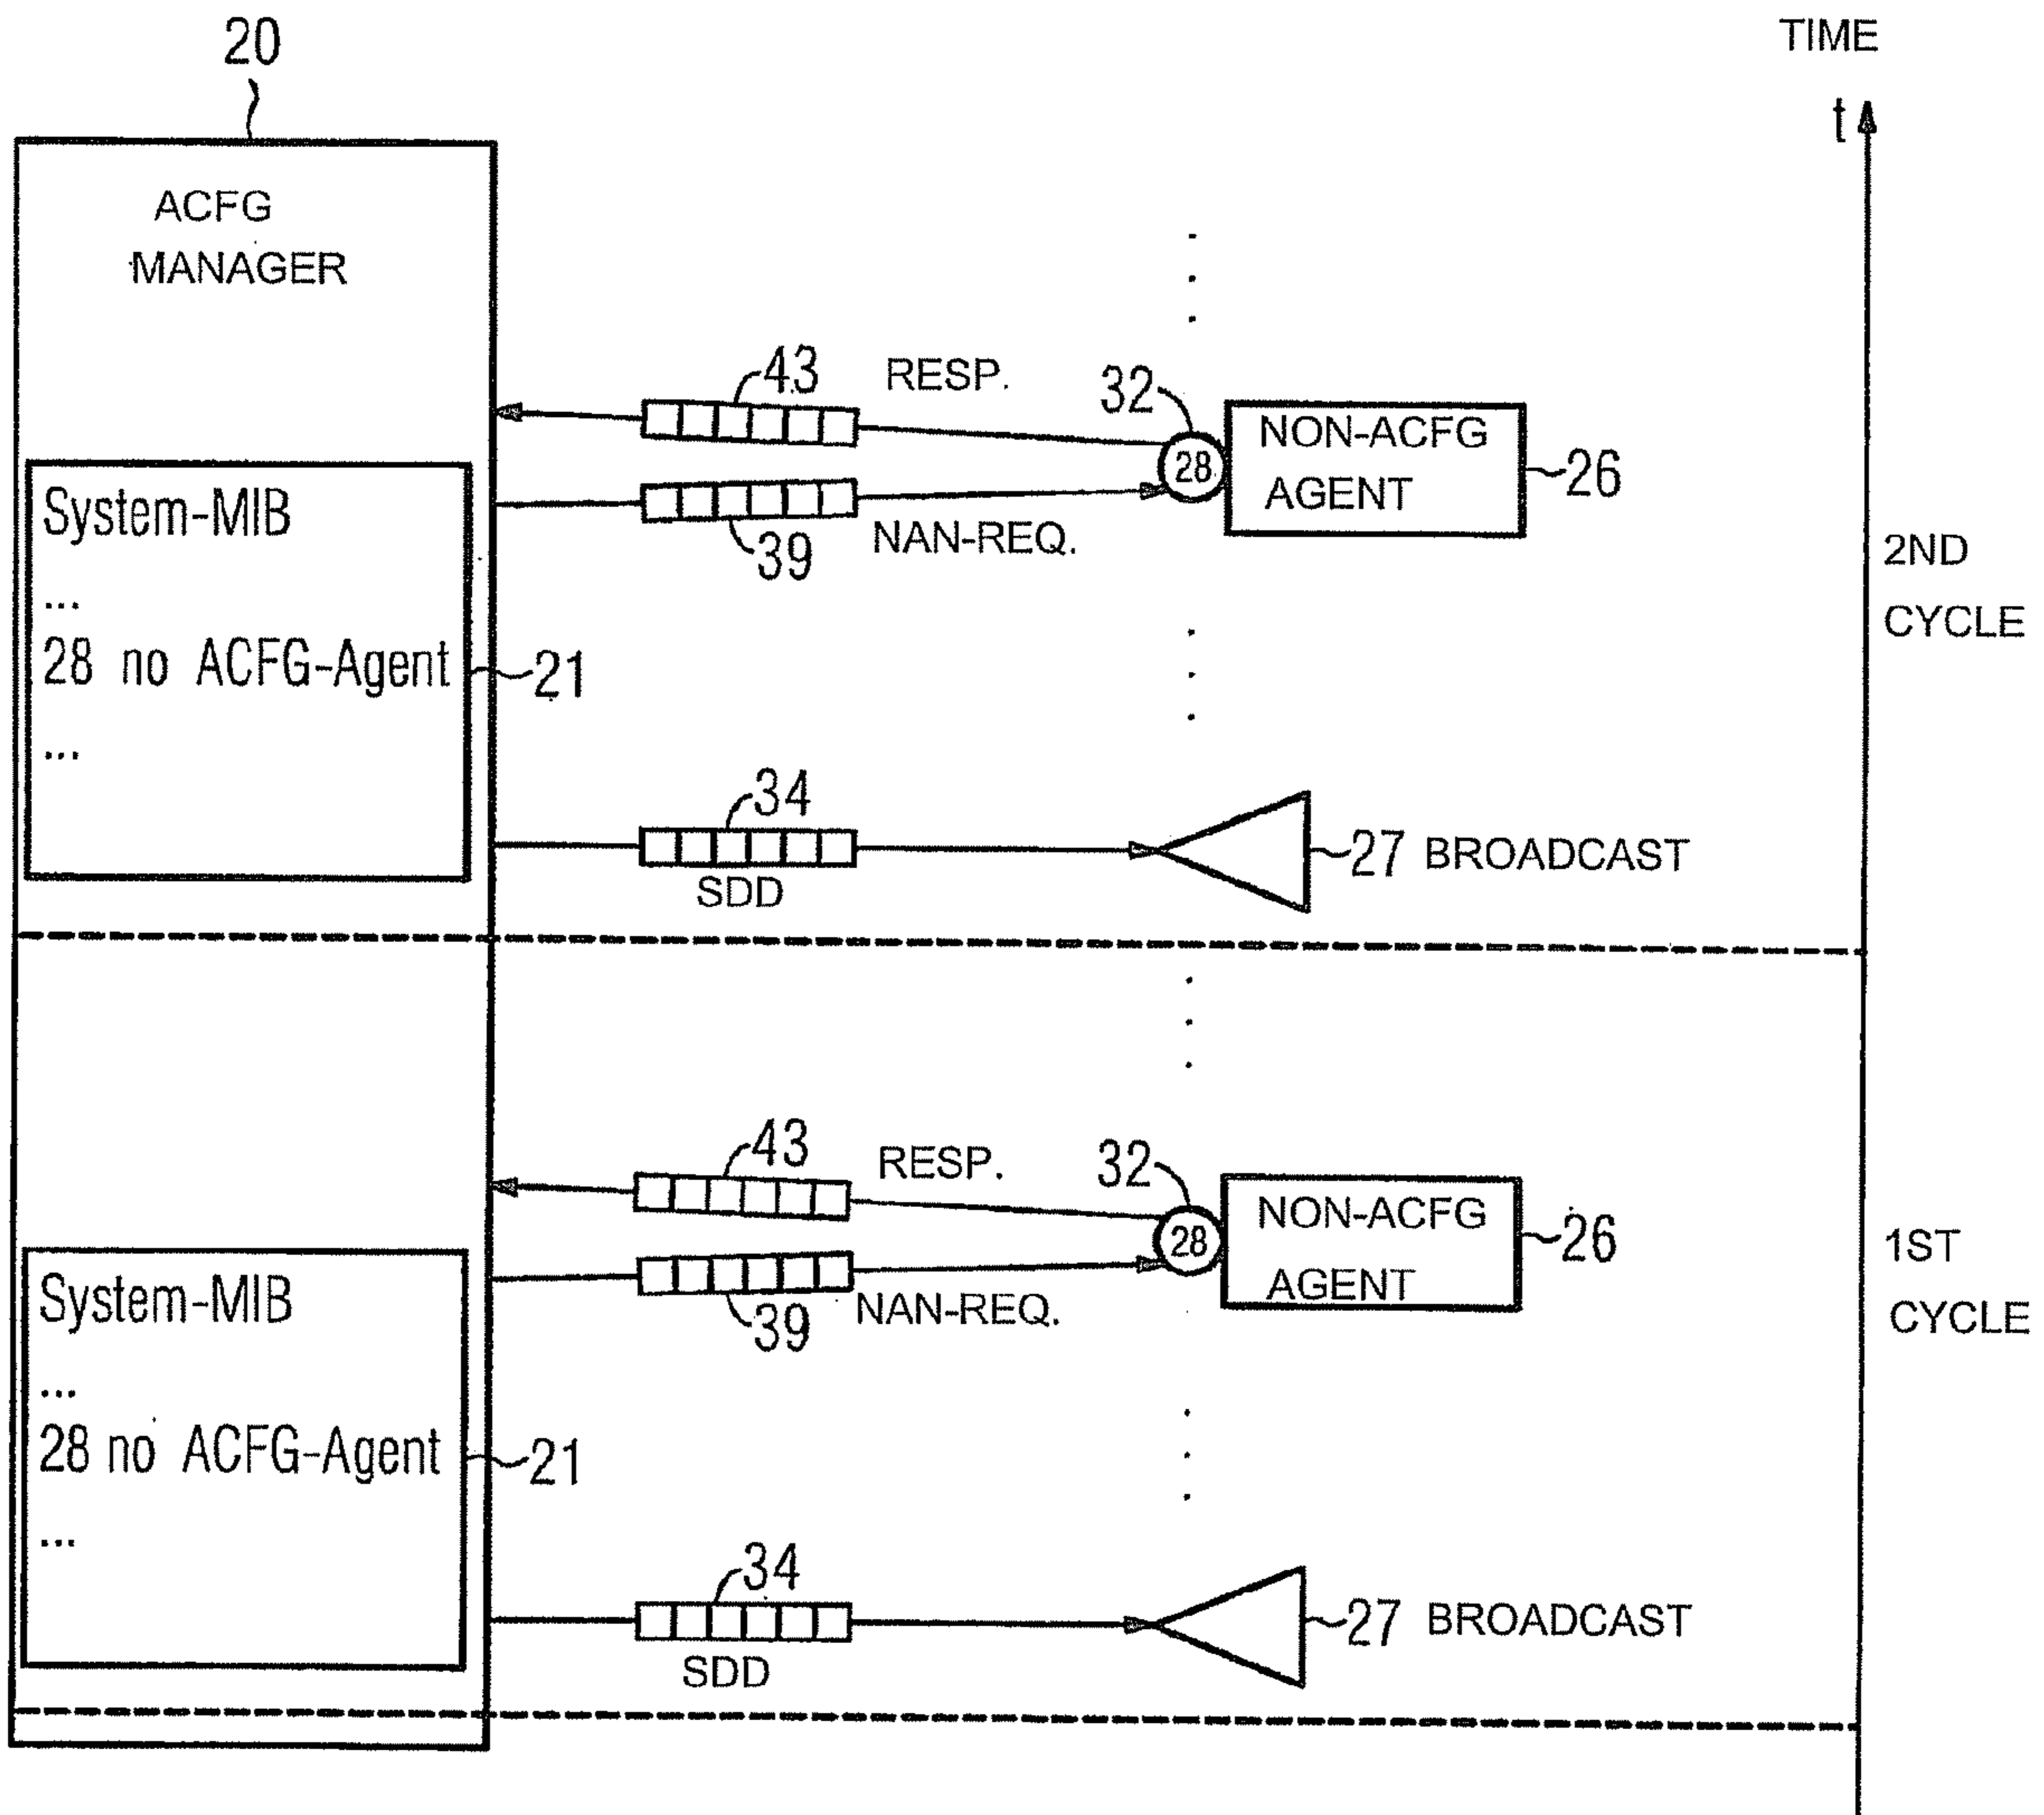 20
TIME
t
ACFG
MANAGER
43
RESP.
32
28
NON-ACFG
AGENT
26
System-MIB
...
28 no ACFG-Agent
...
21
39
NAN-REQ.
2ND
CYCLE
34
SDD
27 BROADCAST
43
RESP.
32
28
NON-ACFG
AGENT
26
1ST
CYCLE
System-MIB
...
28 no ACFG-Agent
...
21
39
NAN-REQ.
34
SDD
27 BROADCAST